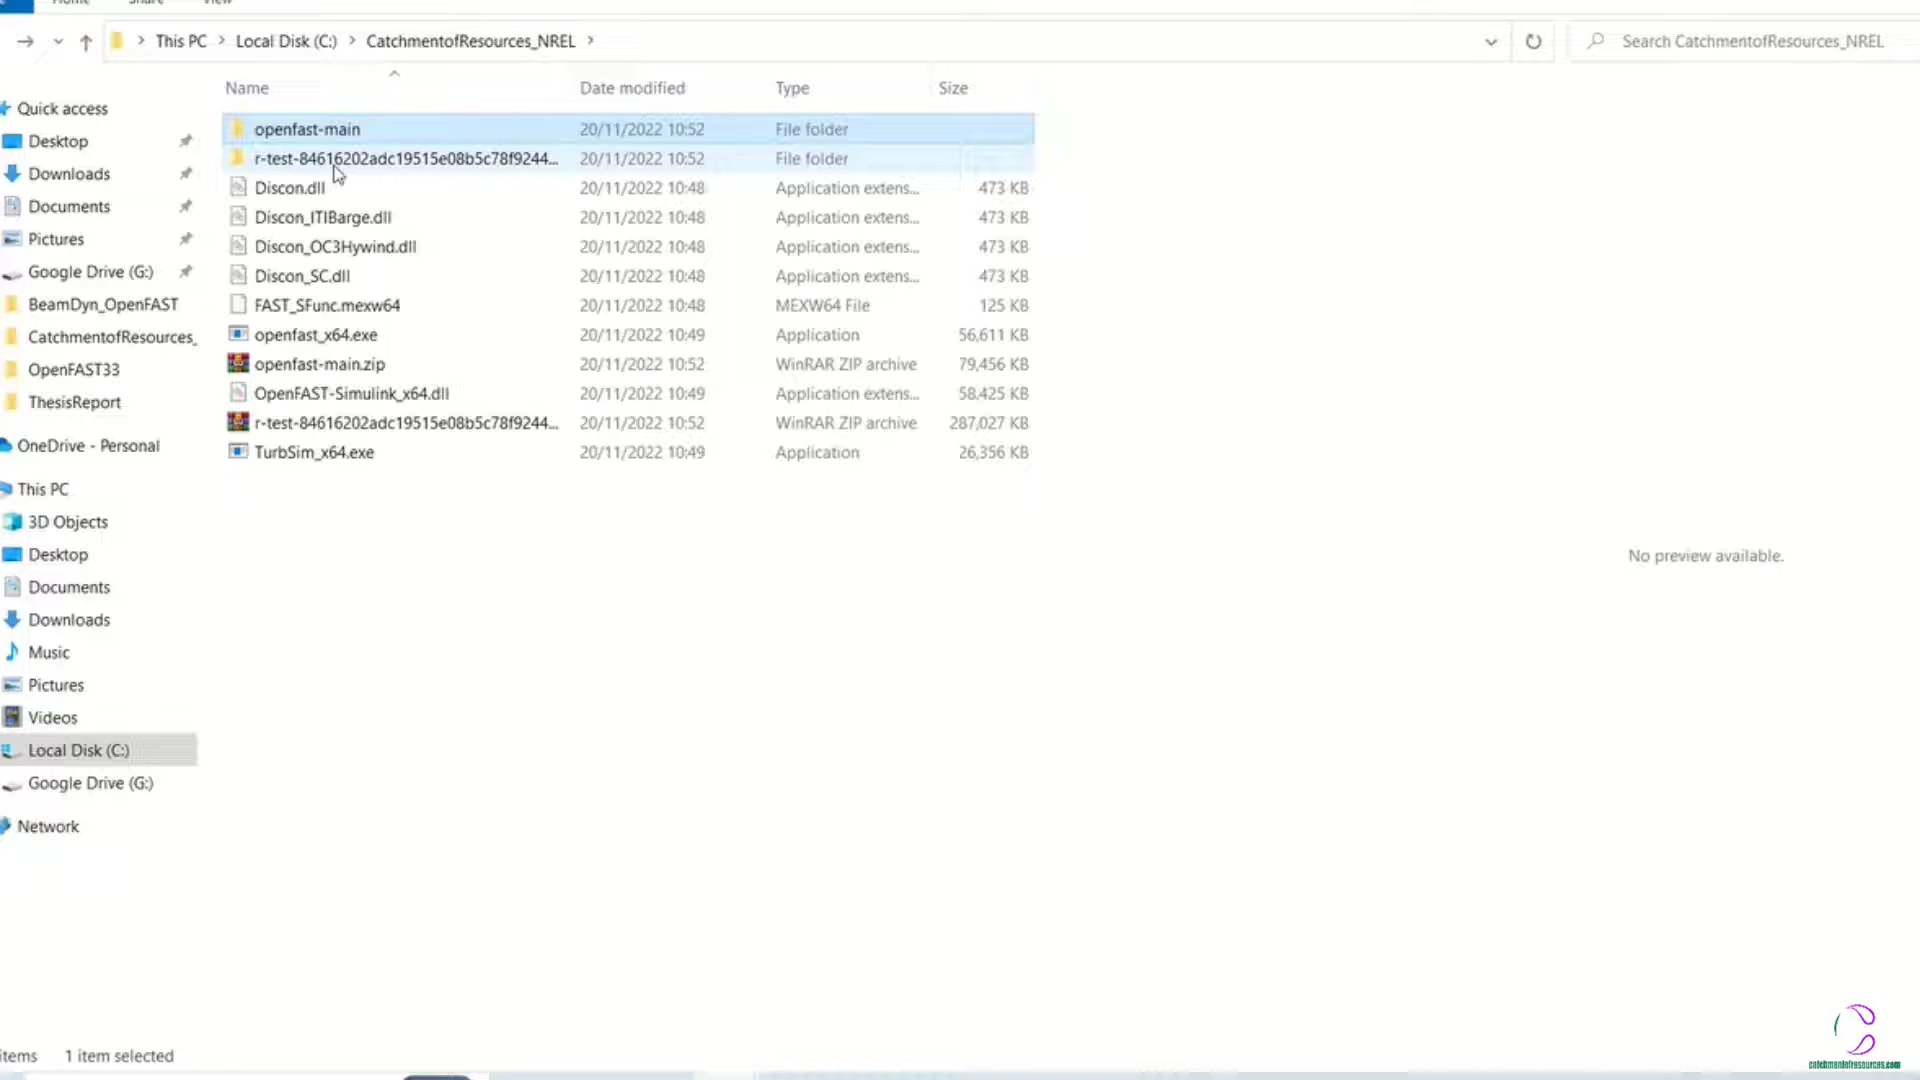 Home Share View
This PC > Local Disk (C:) > CatchmentofResources_NREL >
Search CatchmentofResources_NREL
Name Date modified Type Size
openfast-main 20/11/2022 10:52 File folder
r-test-84616202adc19515e08b5c78f9244... 20/11/2022 10:52 File folder
Discon.dll 20/11/2022 10:48 Application extens... 473 KB
Discon_ITIBarge.dll 20/11/2022 10:48 Application extens... 473 KB
Discon_OC3Hywind.dll 20/11/2022 10:48 Application extens... 473 KB
Discon_SC.dll 20/11/2022 10:48 Application extens... 473 KB
FAST_SFunc.mexw64 20/11/2022 10:48 MEXW64 File 125 KB
openfast_x64.exe 20/11/2022 10:49 Application 56,611 KB
openfast-main.zip 20/11/2022 10:52 WinRAR ZIP archive 79,456 KB
OpenFAST-Simulink_x64.dll 20/11/2022 10:49 Application extens... 58,425 KB
r-test-84616202adc19515e08b5c78f9244... 20/11/2022 10:52 WinRAR ZIP archive 287,027 KB
TurbSim_x64.exe 20/11/2022 10:49 Application 26,356 KB
Quick access
Desktop
Downloads
Documents
Pictures
Google Drive (G:)
BeamDyn_OpenFAST
CatchmentofResources_
OpenFAST33
ThesisReport
OneDrive - Personal
This PC
3D Objects
Desktop
Documents
Downloads
Music
Pictures
Videos
Local Disk (C:)
Google Drive (G:)
Network
No preview available.
items 1 item selected
catchmentofresources.com